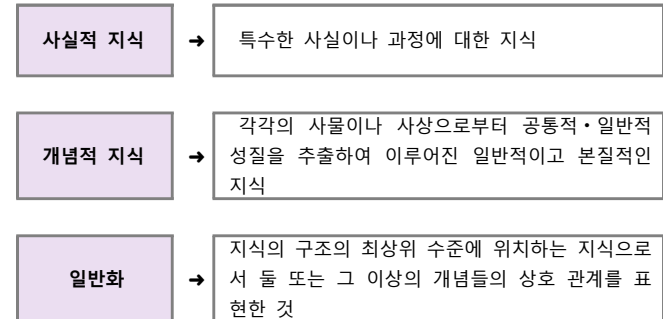 사실적 지식 ➜ 특수한 사실이나 과정에 대한 지식
각각의 사물이나 사상으로부터 공통적·일반적
개념적 지식 ➜ 성질을 추출하여 이루어진 일반적이고 본질적인
지식
지식의 구조의 최상위 수준에 위치하는 지식으로
일반화 ➜ 서 둘 또는 그 이상의 개념들의 상호 관계를 표
현한 것